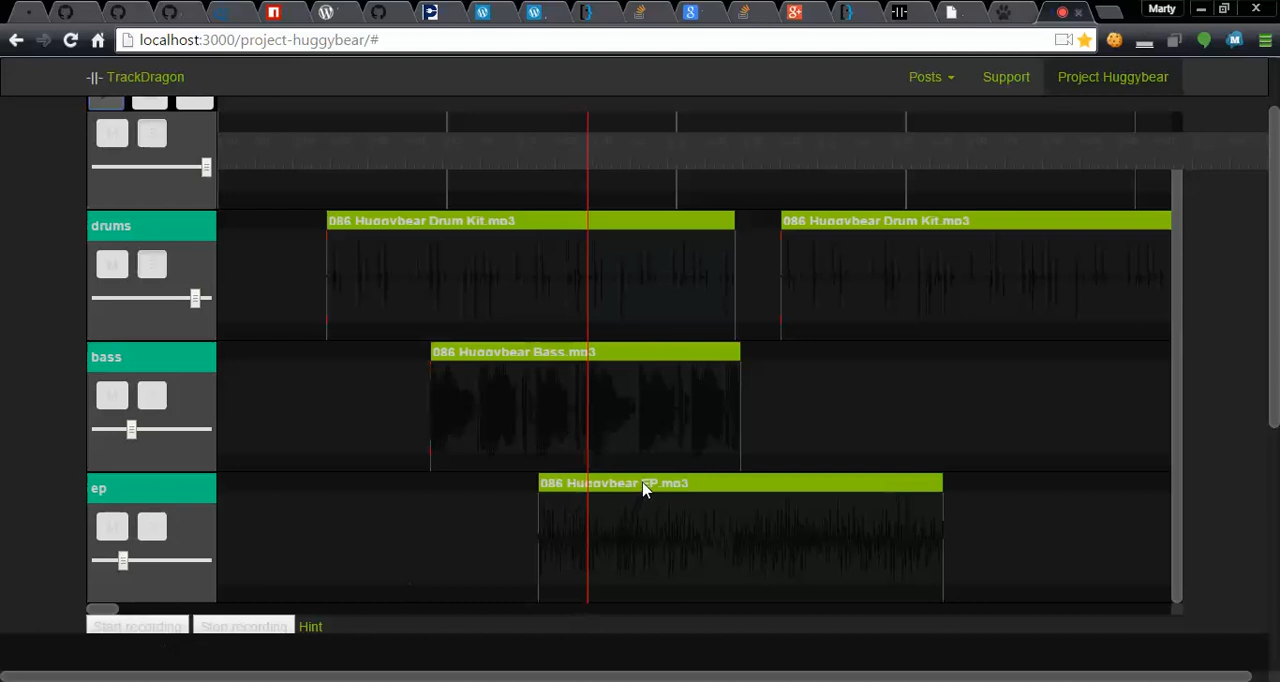 Marty
localhost:3000/project-huggybear/#
-||- TrackDragon
Posts
Support
Project Huggybear
drums
086 Huggybear Drum Kit.mp3
086 Huggybear Drum Kit.mp3
bass
086 Huggybear Bass.mp3
ep
086 Huggybear EP.mp3
Start recording
Stop recording
Hint